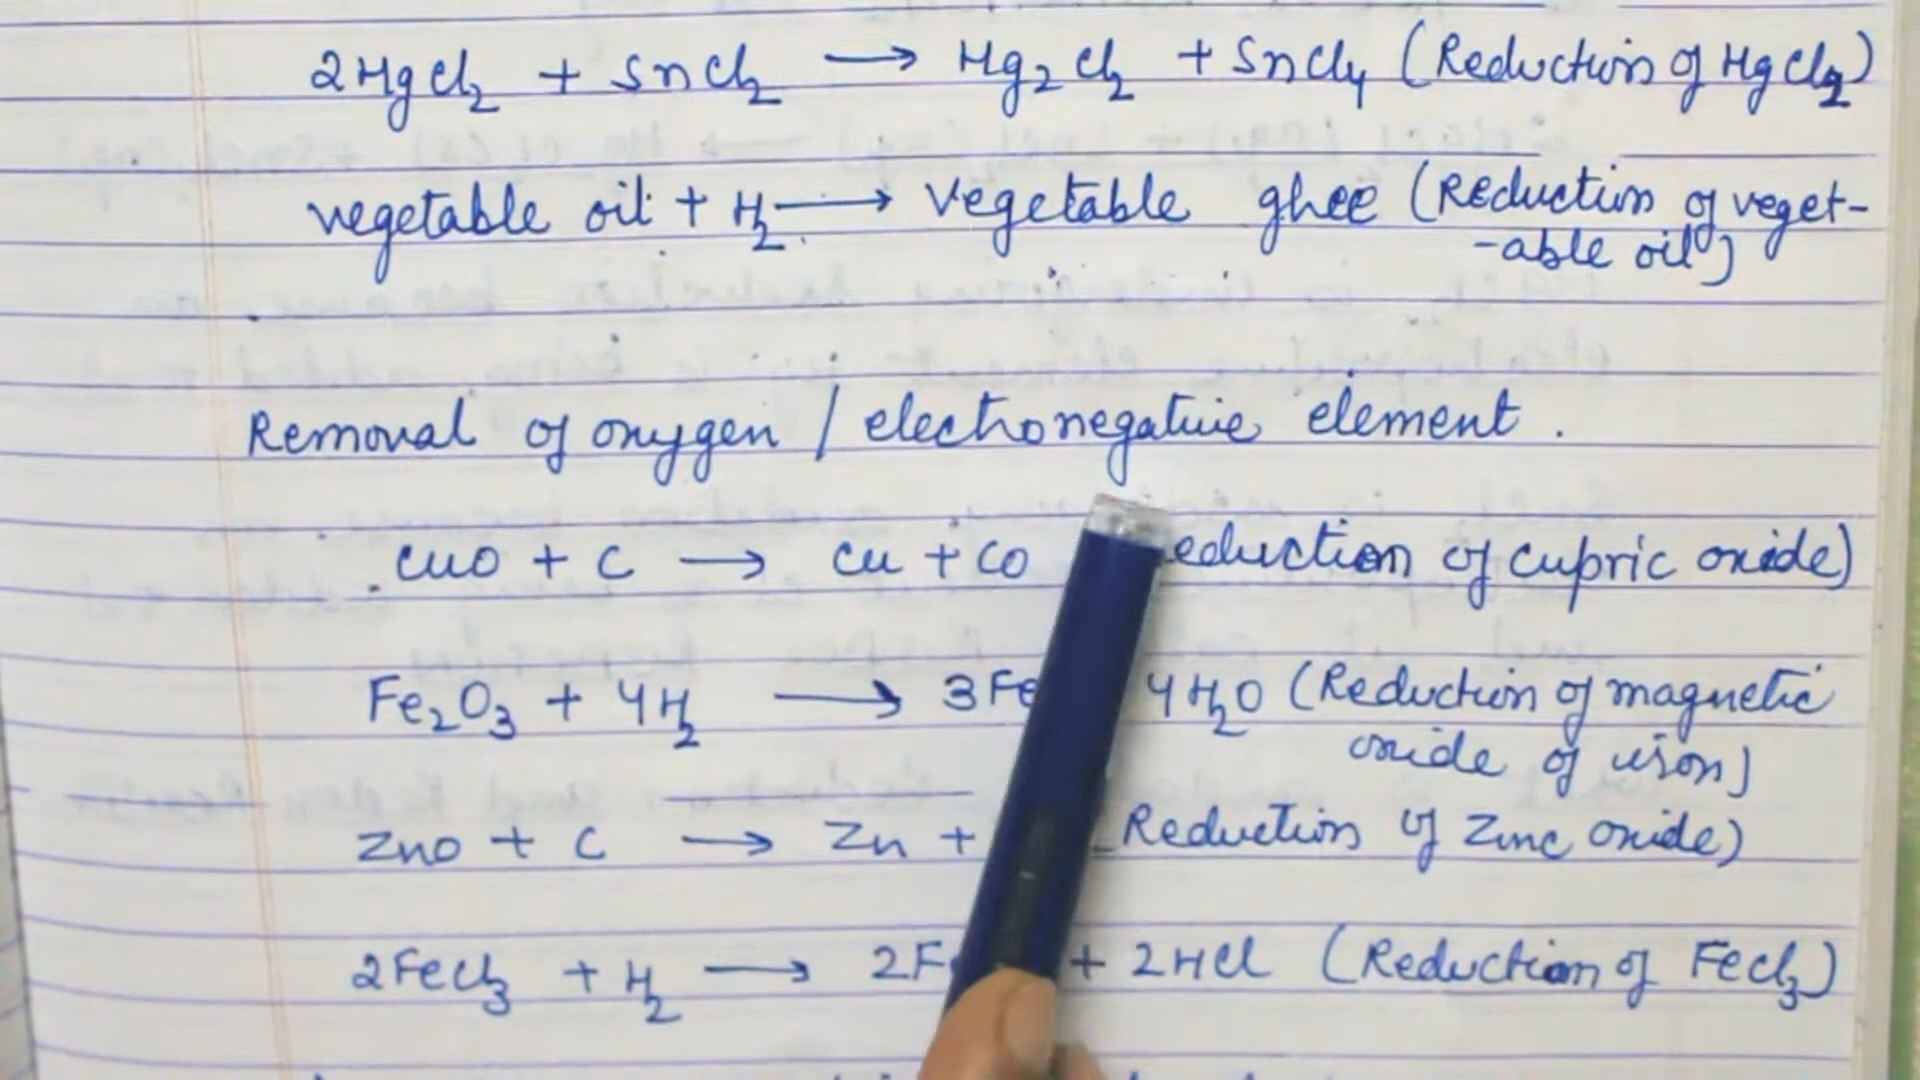 2HgCl₂ + SnCl₂ → Hg₂Cl₂ + SnCl₄ (Reduction of HgCl₂)
vegetable oil + H₂ → Vegetable ghee (Reduction of veget-
-able oil)
Removal of oxygen / electronegative element.
CuO + C → Cu + CO eduction of cupric oxide)
Fe₂O₃ + 4H₂ → 3Fe 4H₂O (Reduction of magnetic
oxide of iron)
ZnO + C → Zn + Reduction of Zinc oxide)
2FeCl₃ + H₂ → 2F + 2HCl (Reduction of FeCl₃)